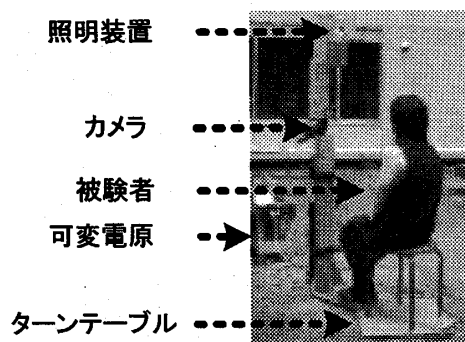 照明装置
カメラ
被験者
可変電源
ターンテーブル